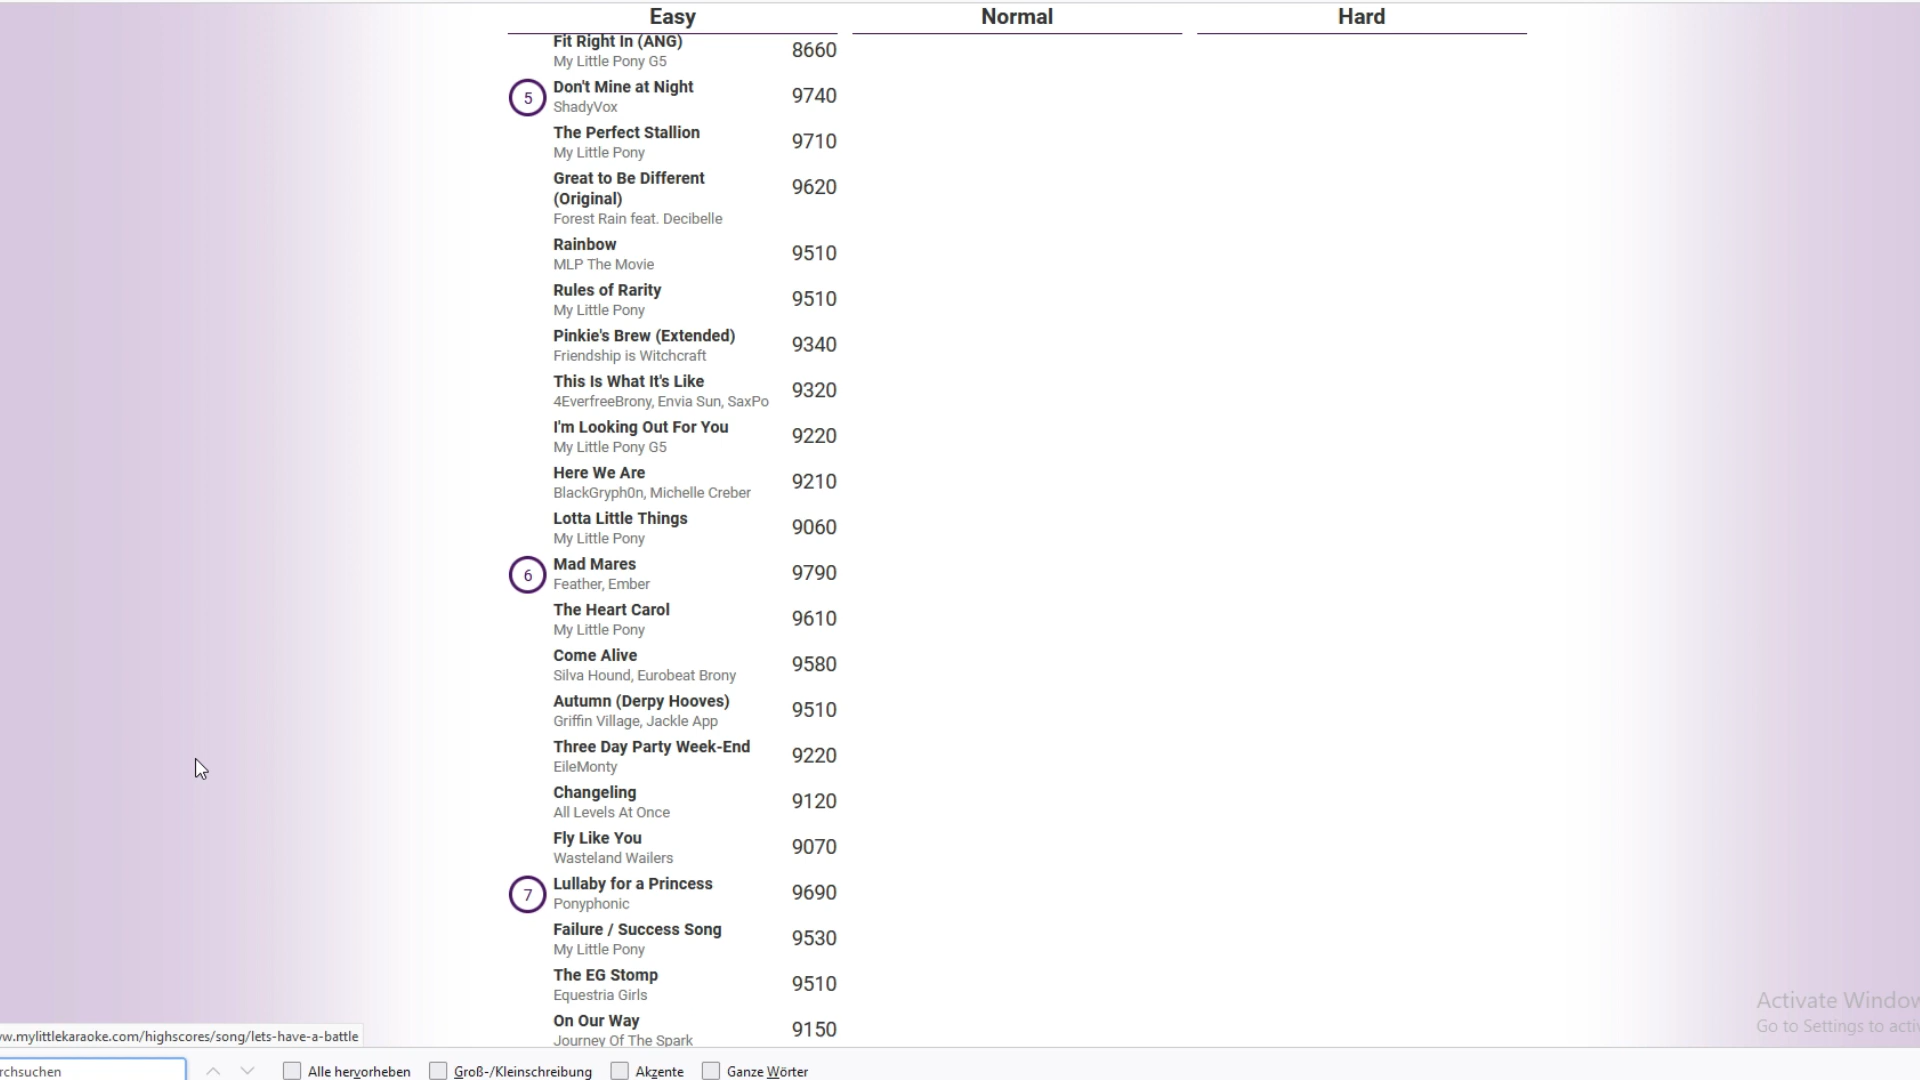 Easy Normal Hard
Fit Right In (ANG) 8660
My Little Pony G5
5 Don't Mine at Night 9740
ShadyVox
The Perfect Stallion 9710
My Little Pony
Great to Be Different 9620
(Original)
Forest Rain feat. Decibelle
Rainbow 9510
MLP The Movie
Rules of Rarity 9510
My Little Pony
Pinkie's Brew (Extended) 9340
Friendship is Witchcraft
This Is What It's Like 9320
4EverfreeBrony, Envia Sun, SaxPo
I'm Looking Out For You 9220
My Little Pony G5
Here We Are 9210
BlackGryph0n, Michelle Creber
Lotta Little Things 9060
My Little Pony
6 Mad Mares 9790
Feather, Ember
The Heart Carol 9610
My Little Pony
Come Alive 9580
Silva Hound, Eurobeat Brony
Autumn (Derpy Hooves) 9510
Griffin Village, Jackle App
Three Day Party Week-End 9220
EileMonty
Changeling 9120
All Levels At Once
Fly Like You 9070
Wasteland Wailers
7 Lullaby for a Princess 9690
Ponyphonic
Failure / Success Song 9530
My Little Pony
The EG Stomp 9510
Equestria Girls
On Our Way 9150
Journey Of The Spark
Activate Window
Go to Settings to activ
w.mylittlekaraoke.com/highscores/song/lets-have-a-battle
rchsuchen Alle hervorheben Groß-/Kleinschreibung Akzente Ganze Wörter